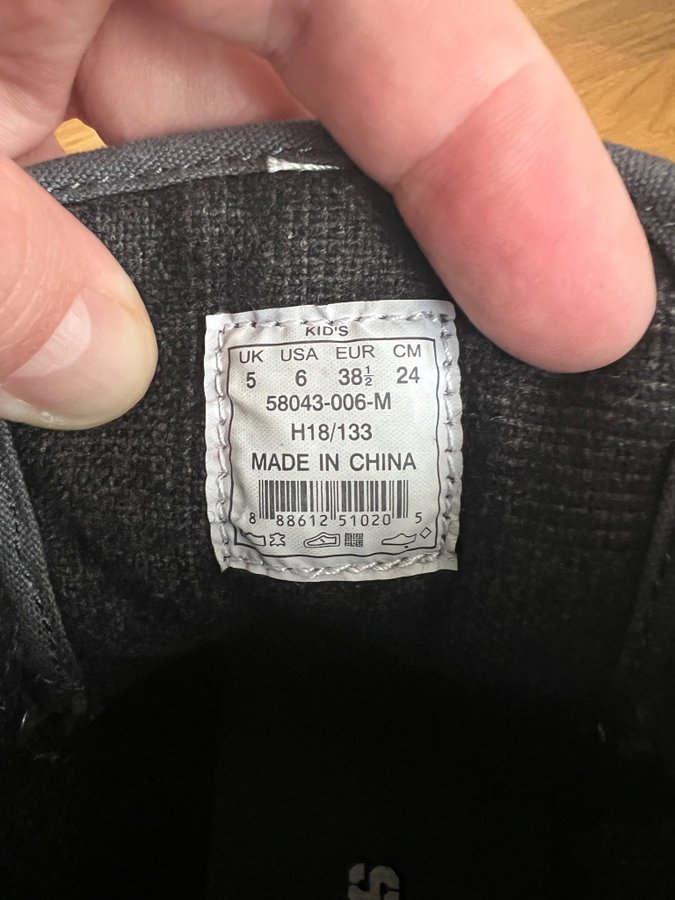 KID'S
UK USA EUR CM
5 6 38½ 24
58043-006-M
H18/133
MADE IN CHINA
8 88612 51020 5
S